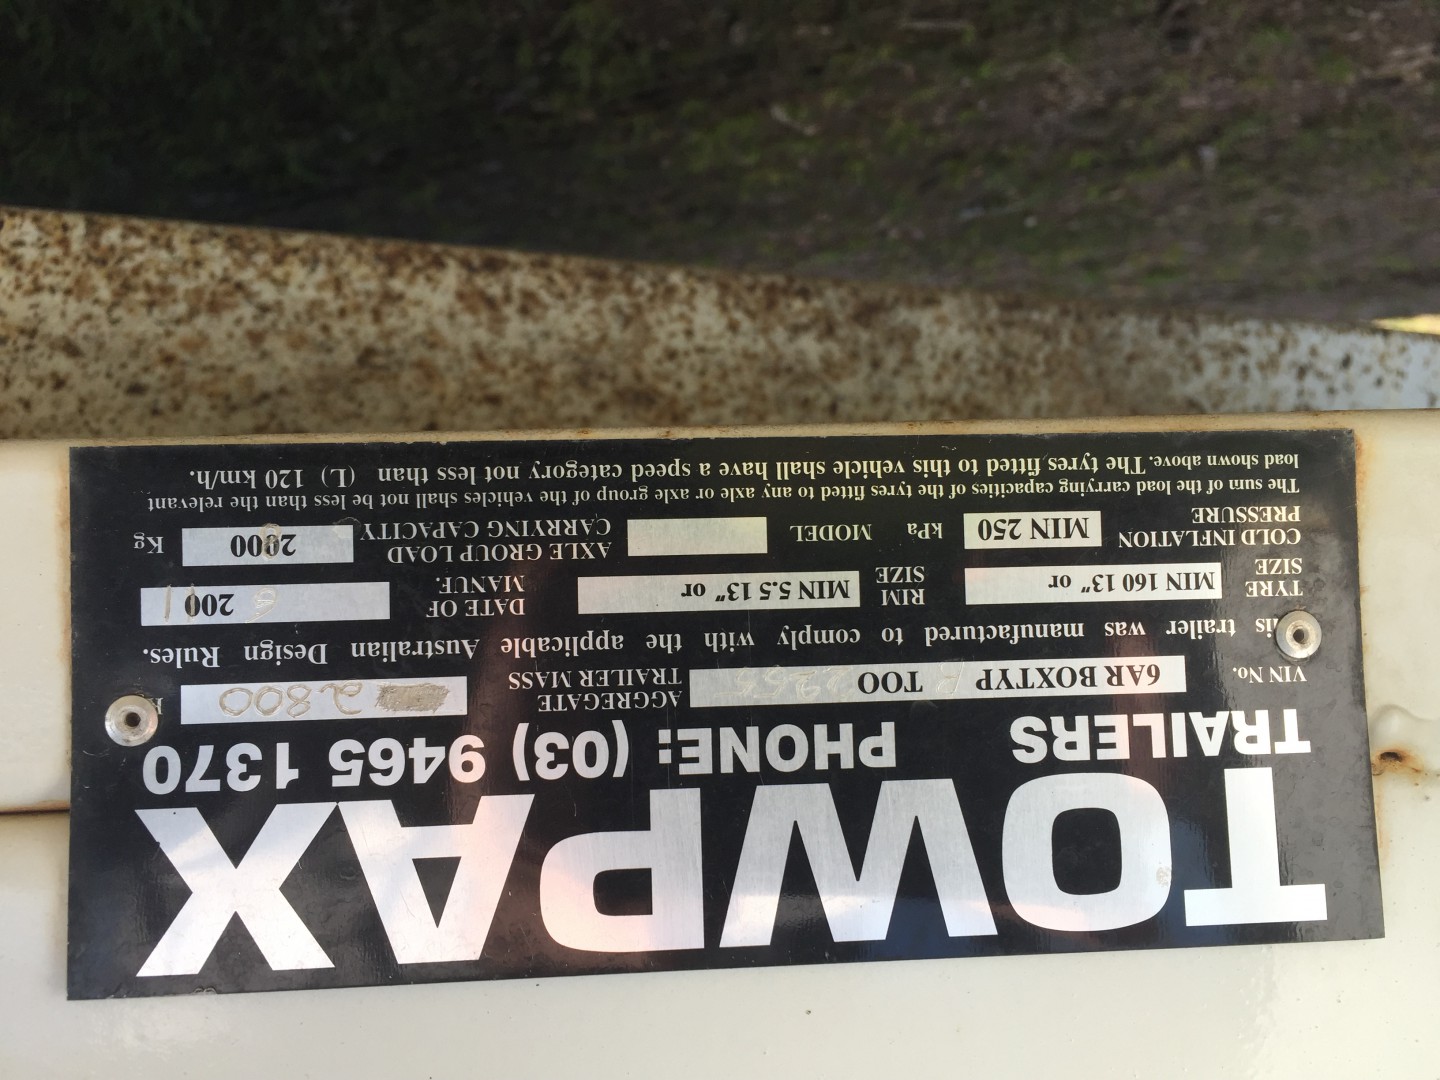 TOWPAX
TRAILERS PHONE: (03) 9465 1370
VIN No. 6AR BOXTYP TOO AGGREGATE TRAILER MASS 2800
is trailer was manufactured to comply with the applicable Australian Design Rules.
TYRE SIZE MIN 160 13" or RIM SIZE MIN 5.5 13" or DATE OF MANUF. 200
COLD INFLATION PRESSURE MIN 250 kPa MODEL AXLE GROUP LOAD CARRYING CAPACITY Kg
The sum of the load carrying capacities of the tyres fitted to any axle or axle group of the vehicles shall not be less than the relevant
load shown above. The tyres fitted to this vehicle shall have a speed category not less than (L) 120 km/h.